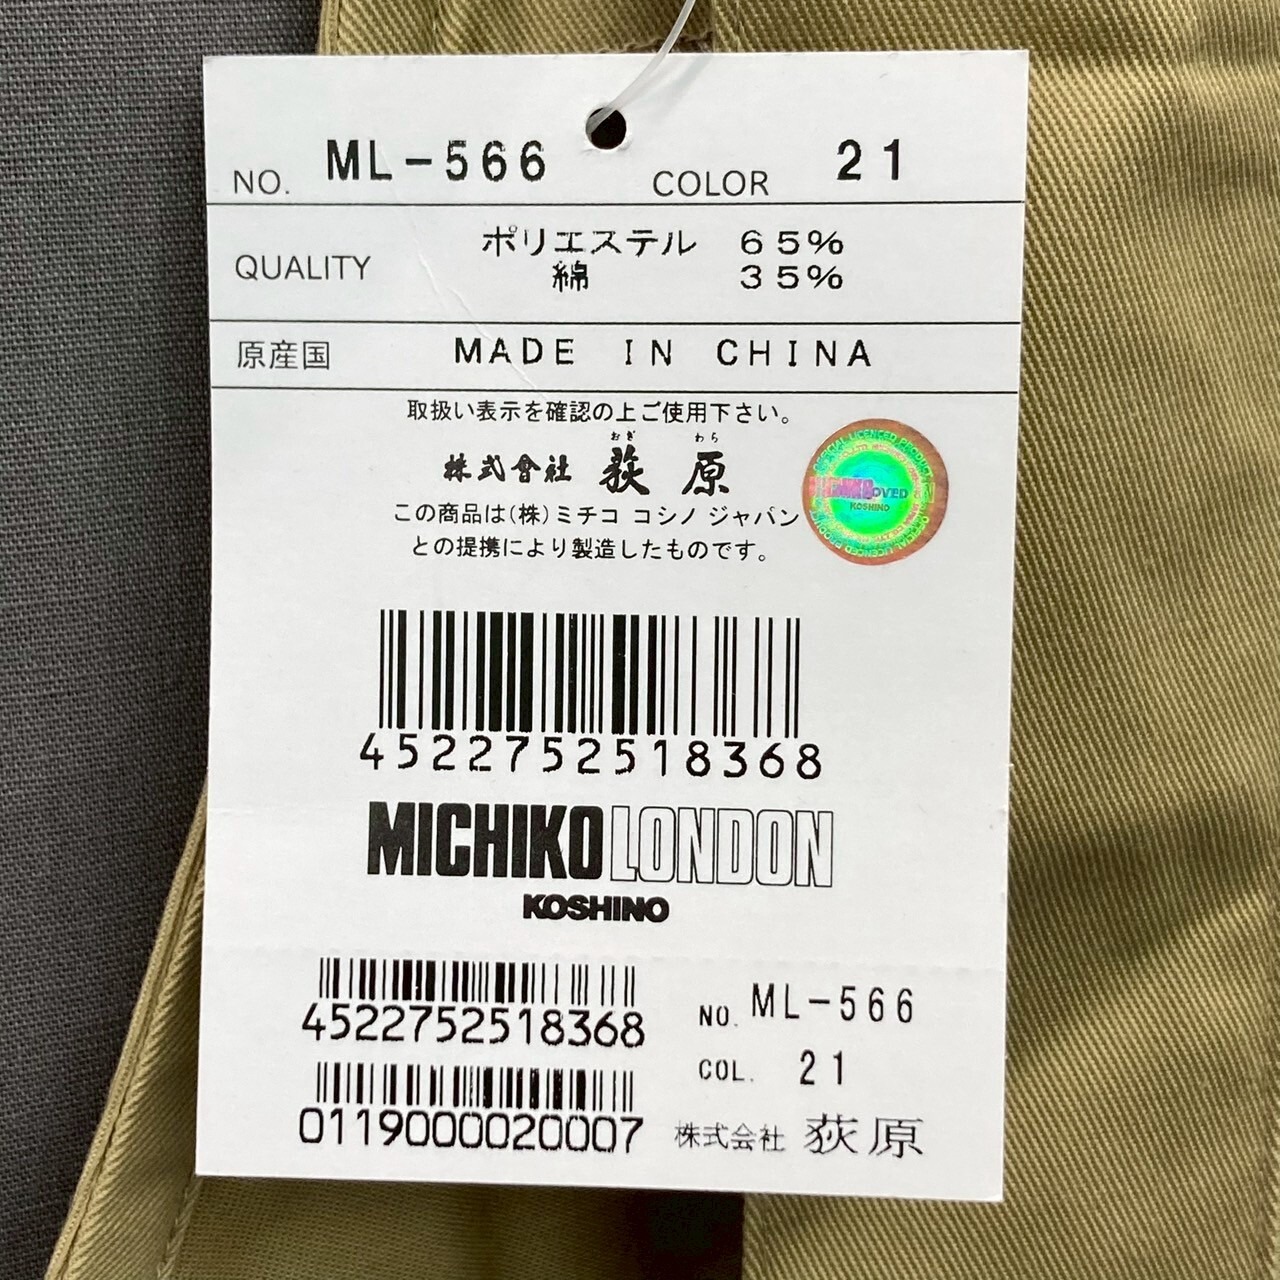 NO. ML-566 COLOR 21
QUALITY ポリエステル 65%
綿 35%
原産国 MADE IN CHINA
取扱い表示を確認の上ご使用下さい。
おぎ わら
株式會社 荻原
この商品は(株)ミチコ コシノ ジャパン
との提携により製造したものです。
MICHIKO
KOSHINO
4522752518368
MICHIKO LONDON
KOSHINO
4522752518368
NO. ML-566
COL. 21
0119000020007
株式会社 荻原